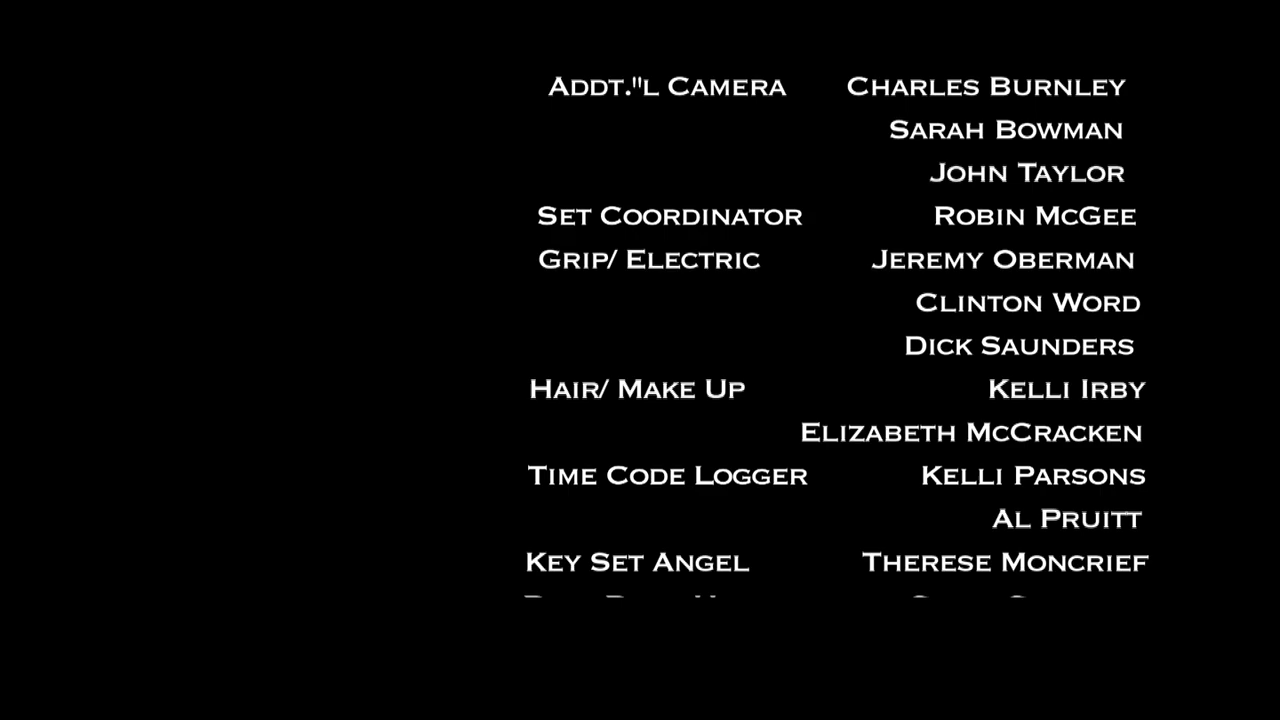 Addt."l Camera Charles Burnley
Sarah Bowman
John Taylor
Set Coordinator Robin McGee
Grip/ Electric Jeremy Oberman
Clinton Word
Dick Saunders
Hair/ Make Up Kelli Irby
Elizabeth McCracken
Time Code Logger Kelli Parsons
Al Pruitt
Key Set Angel Therese Moncrief